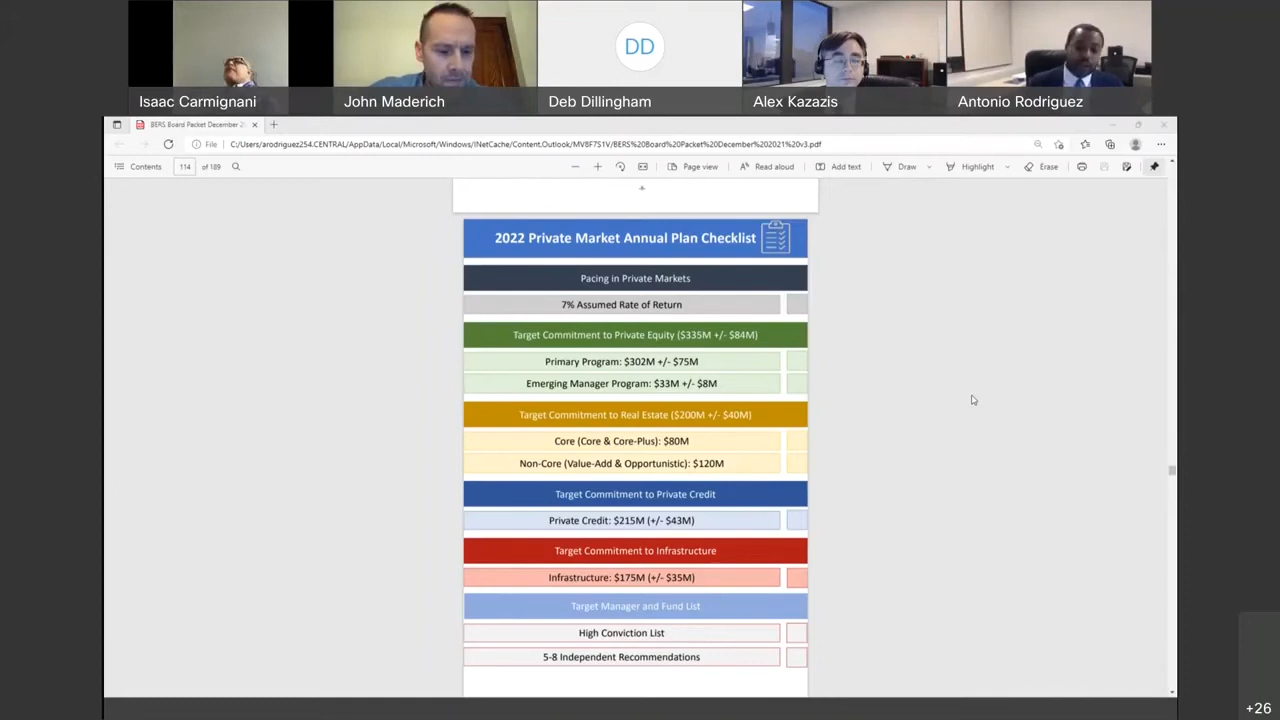 DD
Isaac Carmignani
John Maderich
Deb Dillingham
Alex Kazazis
Antonio Rodriguez
BERS Board Packet December 2
File
C:/Users/arodriguez254.CENTRAL/AppData/Local/Microsoft/Windows/INetCache/Content.Outlook/MV8F7S1V/BERS%20Board%20Packet%20December%202021%20v3.pdf
Contents
114
of 189
Page view
Read aloud
Add text
Draw
Highlight
Erase
2022 Private Market Annual Plan Checklist
Pacing in Private Markets
7% Assumed Rate of Return
Target Commitment to Private Equity ($335M +/- $84M)
Primary Program: $302M +/- $75M
Emerging Manager Program: $33M +/- $8M
Target Commitment to Real Estate ($200M +/- $40M)
Core (Core & Core-Plus): $80M
Non-Core (Value-Add & Opportunistic): $120M
Target Commitment to Private Credit
Private Credit: $215M (+/- $43M)
Target Commitment to Infrastructure
Infrastructure: $175M (+/- $35M)
Target Manager and Fund List
High Conviction List
5-8 Independent Recommendations
+26